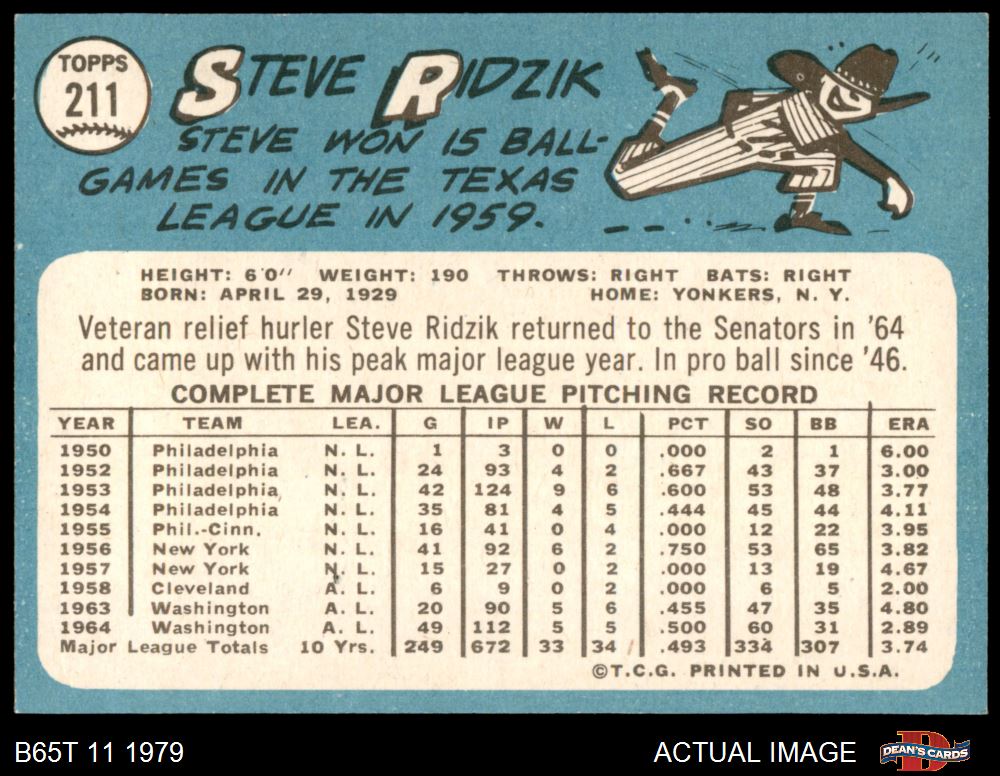 TOPPS
211
STEVE RIDZIK
STEVE WON 15 BALL-
GAMES IN THE TEXAS
LEAGUE IN 1959.
HEIGHT: 6'0" WEIGHT: 190 THROWS: RIGHT BATS: RIGHT
BORN: APRIL 29, 1929 HOME: YONKERS, N. Y.
Veteran relief hurler Steve Ridzik returned to the Senators in '64
and came up with his peak major league year. In pro ball since '46.
COMPLETE MAJOR LEAGUE PITCHING RECORD
YEAR TEAM LEA. G IP W L PCT SO BB ERA
1950 Philadelphia N. L. 1 3 0 0 .000 2 1 6.00
1952 Philadelphia N. L. 24 93 4 2 .667 43 37 3.00
1953 Philadelphia N. L. 42 124 9 6 .600 53 48 3.77
1954 Philadelphia N. L. 35 81 4 5 .444 45 44 4.11
1955 Phil.-Cinn. N. L. 16 41 0 4 .000 12 22 3.95
1956 New York N. L. 41 92 6 2 .750 53 65 3.82
1957 New York N. L. 15 27 0 2 .000 13 19 4.67
1958 Cleveland A. L. 6 9 0 2 .000 6 5 2.00
1963 Washington A. L. 20 90 5 6 .455 47 35 4.80
1964 Washington A. L. 49 112 5 5 .500 60 31 2.89
Major League Totals 10 Yrs. 249 672 33 34 .493 334 307 3.74
©T.C.G. PRINTED IN U.S.A.
B65T 11 1979 ACTUAL IMAGE DEAN'S CARDS